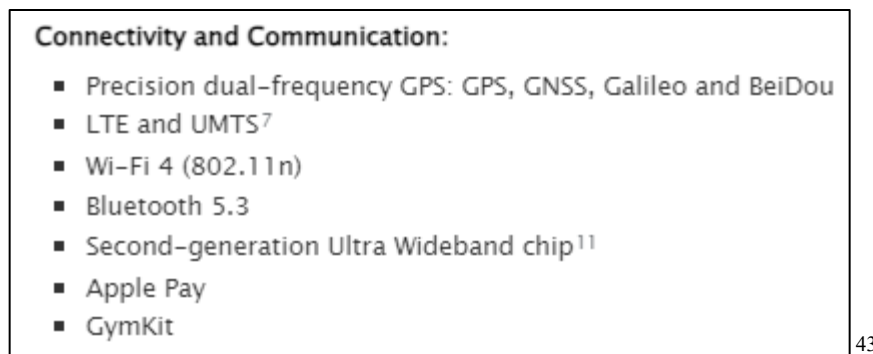 Connectivity and Communication:
▪ Precision dual-frequency GPS: GPS, GNSS, Galileo and BeiDou
▪ LTE and UMTS⁷
▪ Wi-Fi 4 (802.11n)
▪ Bluetooth 5.3
▪ Second-generation Ultra Wideband chip¹¹
▪ Apple Pay
▪ GymKit
43